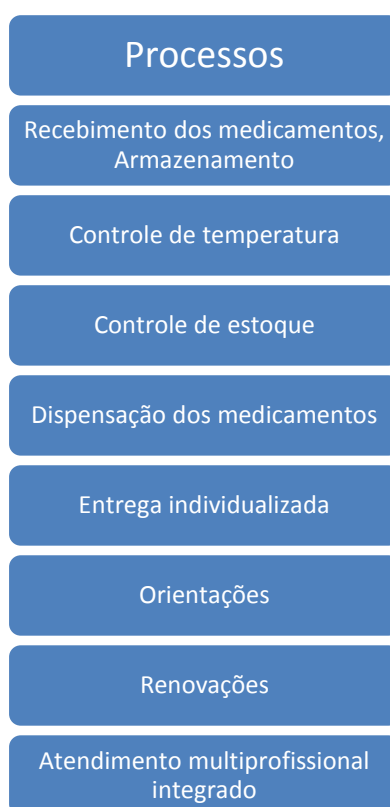 Processos
Recebimento dos medicamentos,
Armazenamento
Controle de temperatura
Controle de estoque
Dispensação dos medicamentos
Entrega individualizada
Orientações
Renovações
Atendimento multiprofissional
integrado